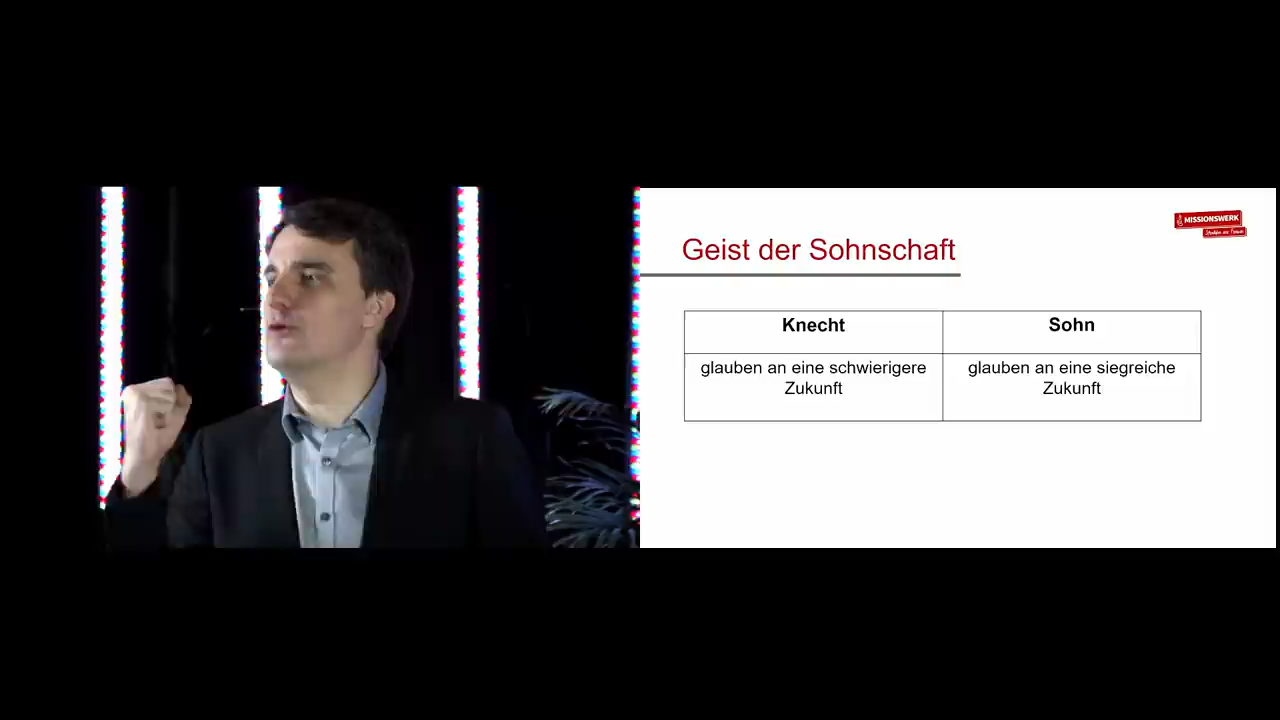 MISSIONSWERK
Geist der Sohnschaft
Knecht
Sohn
glauben an eine schwierigere
Zukunft
glauben an eine siegreiche
Zukunft